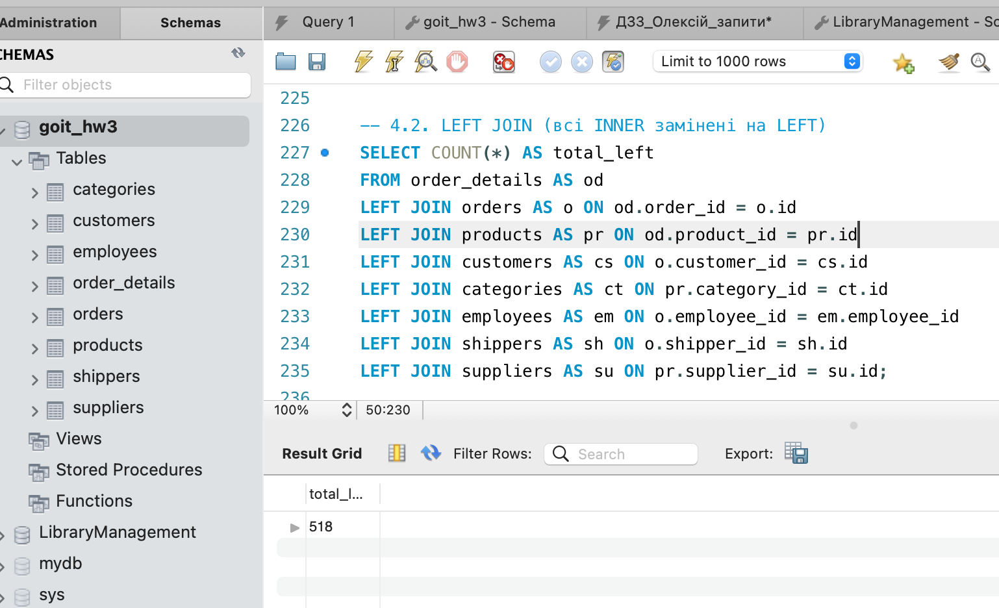 Administration
Schemas
Query 1
goit_hw3 - Schema
ДЗ3_Олексій_запити*
LibraryManagement - Sc
CHEMAS
Filter objects
goit_hw3
Tables
categories
customers
employees
order_details
orders
products
shippers
suppliers
Views
Stored Procedures
Functions
LibraryManagement
mydb
sys
Limit to 1000 rows
225
226 -- 4.2. LEFT JOIN (всі INNER замінені на LEFT)
227 SELECT COUNT(*) AS total_left
228 FROM order_details AS od
229 LEFT JOIN orders AS o ON od.order_id = o.id
230 LEFT JOIN products AS pr ON od.product_id = pr.id
231 LEFT JOIN customers AS cs ON o.customer_id = cs.id
232 LEFT JOIN categories AS ct ON pr.category_id = ct.id
233 LEFT JOIN employees AS em ON o.employee_id = em.employee_id
234 LEFT JOIN shippers AS sh ON o.shipper_id = sh.id
235 LEFT JOIN suppliers AS su ON pr.supplier_id = su.id;
236
100% 50:230
Result Grid Filter Rows: Search Export:
total_l...
518